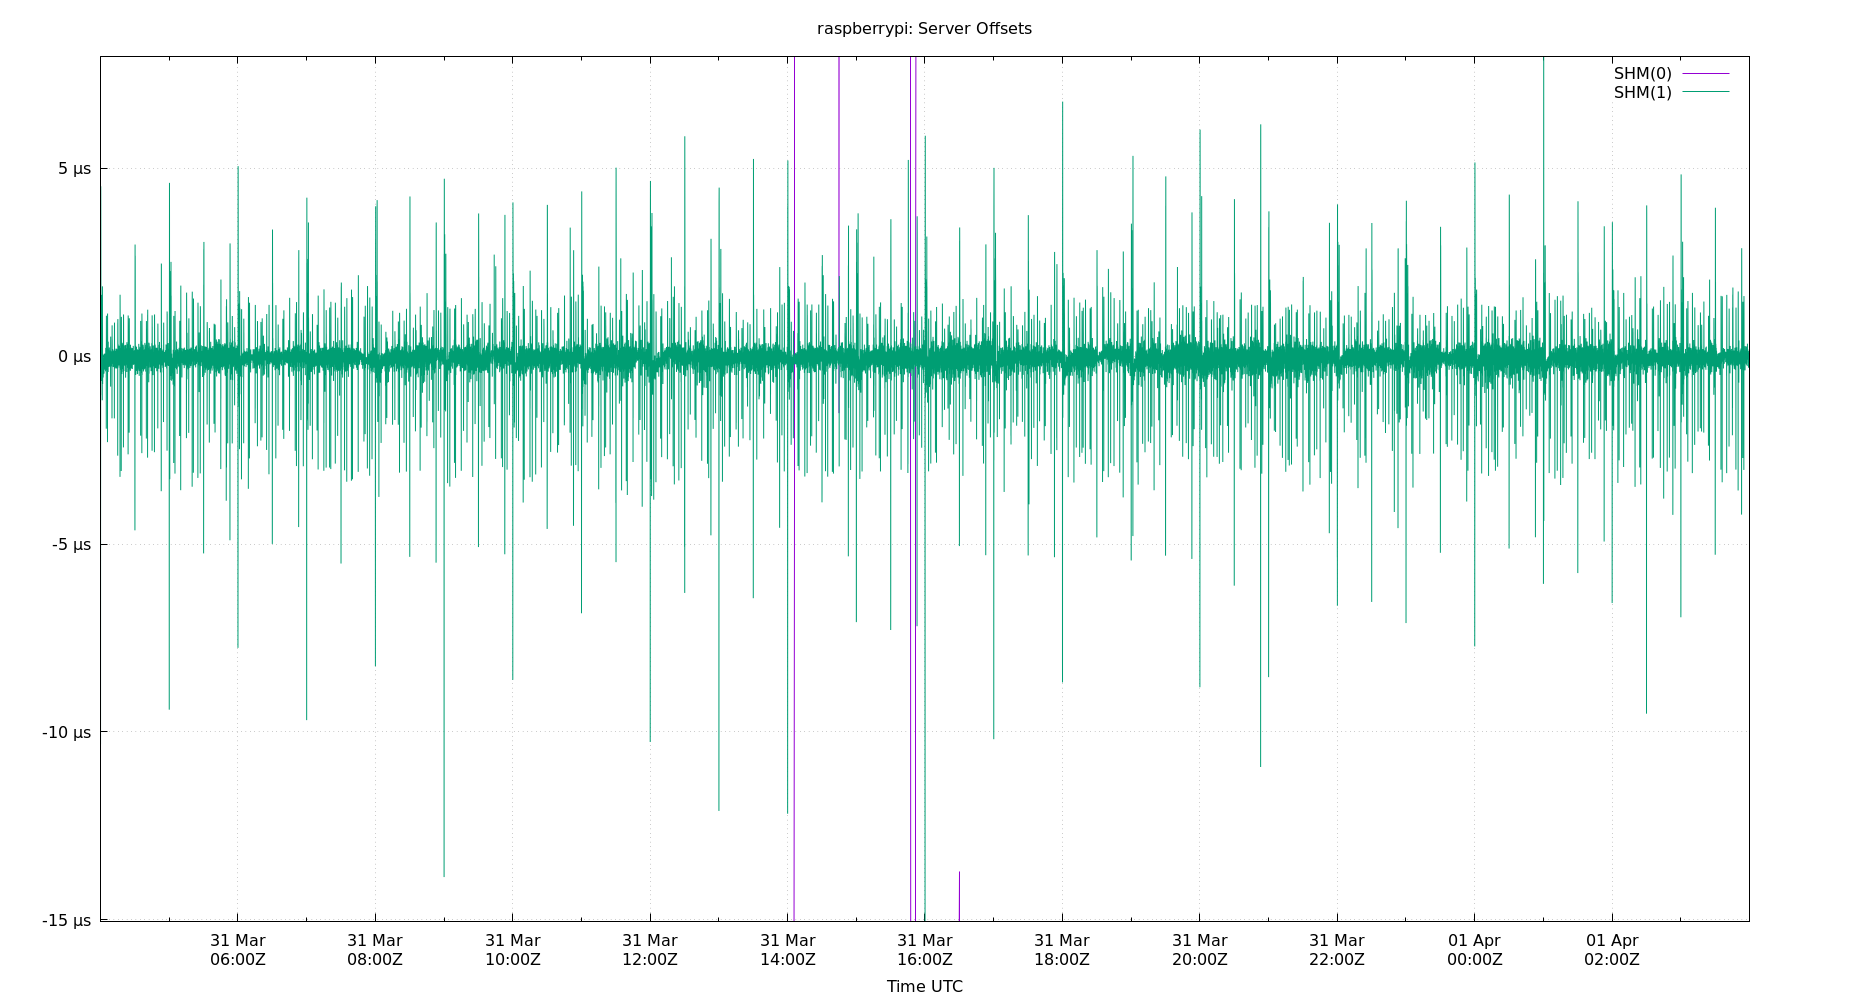 raspberrypi: Server Offsets
SHM(0)
SHM(1)
5 µs
0 µs
-5 µs
-10 µs
-15 µs
31 Mar 31 Mar 31 Mar 31 Mar 31 Mar 31 Mar 31 Mar 31 Mar 31 Mar 01 Apr 01 Apr
06:00Z 08:00Z 10:00Z 12:00Z 14:00Z 16:00Z 18:00Z 20:00Z 22:00Z 00:00Z 02:00Z
Time UTC